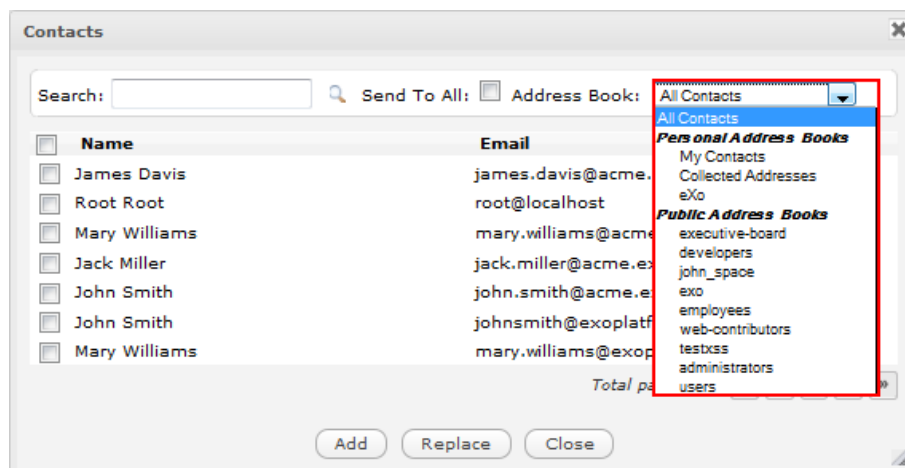 Contacts
Search: Send To All: Address Book: All Contacts
All Contacts
Personal Address Books
My Contacts
Collected Addresses
eXo
Public Address Books
executive-board
developers
john_space
exo
employees
web-contributors
testxss
administrators
users
Name Email
James Davis james.davis@acme.
Root Root root@localhost
Mary Williams mary.williams@acme
Jack Miller jack.miller@acme.ex
John Smith john.smith@acme.e
John Smith johnsmith@exoplatf
Mary Williams mary.williams@exop
Total pa »
Add Replace Close